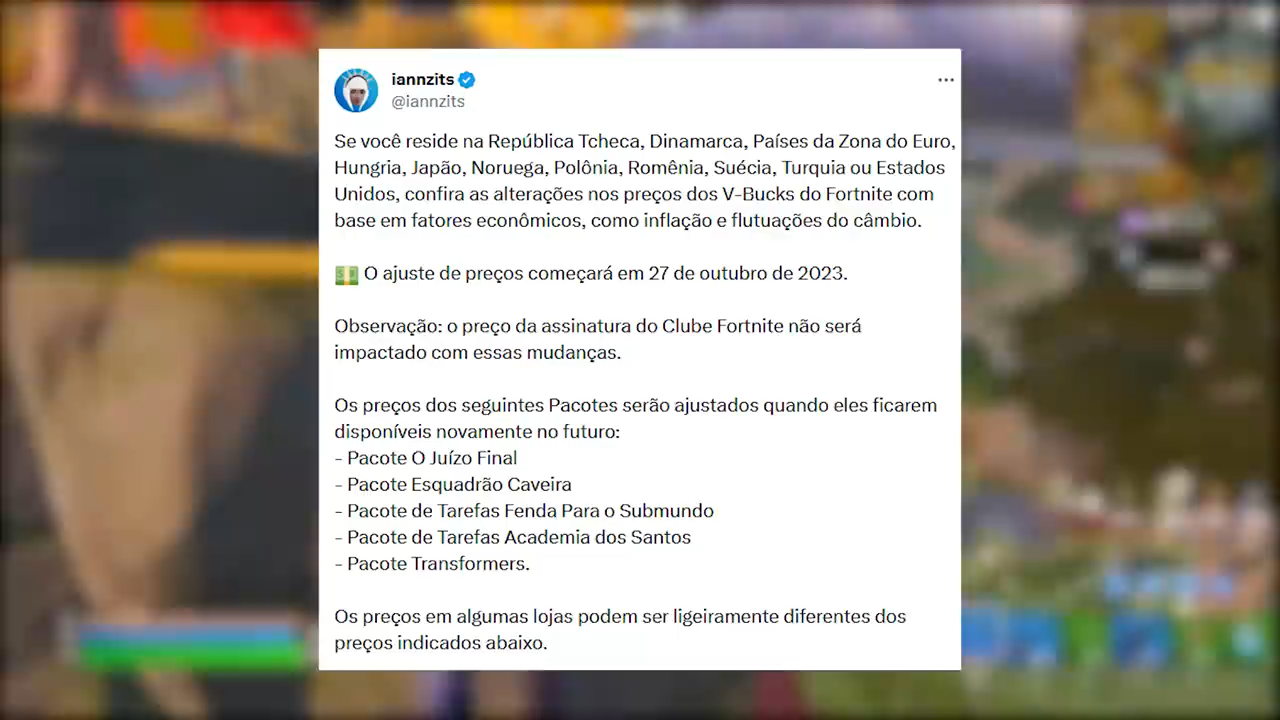 iannzits
@iannzits
Se você reside na República Tcheca, Dinamarca, Países da Zona do Euro,
Hungria, Japão, Noruega, Polônia, Romênia, Suécia, Turquia ou Estados
Unidos, confira as alterações nos preços dos V-Bucks do Fortnite com
base em fatores econômicos, como inflação e flutuações do câmbio.
💵 O ajuste de preços começará em 27 de outubro de 2023.
Observação: o preço da assinatura do Clube Fortnite não será
impactado com essas mudanças.
Os preços dos seguintes Pacotes serão ajustados quando eles ficarem
disponíveis novamente no futuro:
- Pacote O Juízo Final
- Pacote Esquadrão Caveira
- Pacote de Tarefas Fenda Para o Submundo
- Pacote de Tarefas Academia dos Santos
- Pacote Transformers.
Os preços em algumas lojas podem ser ligeiramente diferentes dos
preços indicados abaixo.